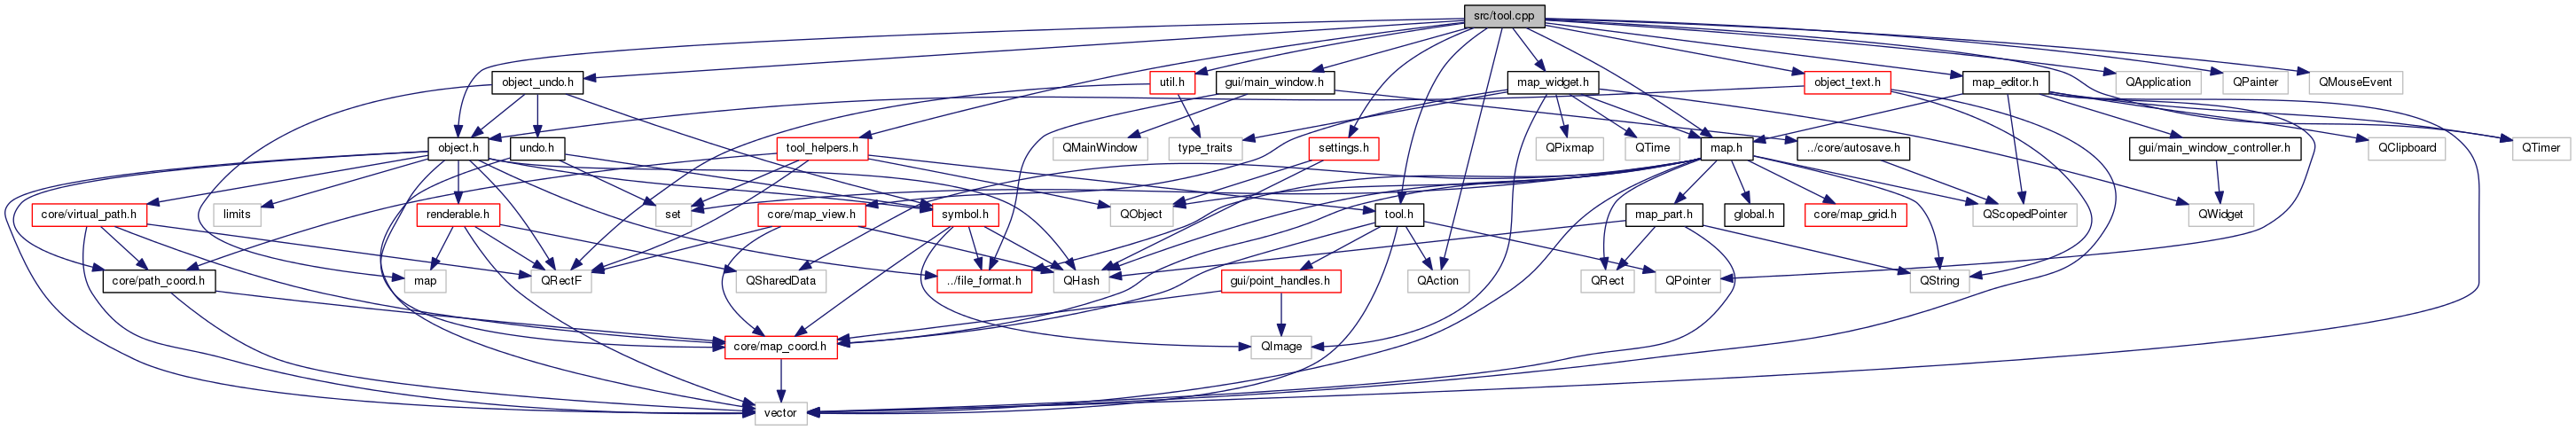 src/tool.cpp
object_undo.h
util.h
gui/main_window.h
map_widget.h
object_text.h
map_editor.h
QApplication
QPainter
QMouseEvent
object.h
undo.h
tool_helpers.h
QMainWindow
type_traits
settings.h
QPixmap
QTime
map.h
../core/autosave.h
gui/main_window_controller.h
QClipboard
QTimer
core/virtual_path.h
limits
renderable.h
set
core/map_view.h
symbol.h
QObject
tool.h
map_part.h
global.h
core/map_grid.h
QScopedPointer
QWidget
core/path_coord.h
map
QRectF
QSharedData
../file_format.h
QHash
gui/point_handles.h
QAction
QRect
QPointer
QString
core/map_coord.h
QImage
vector